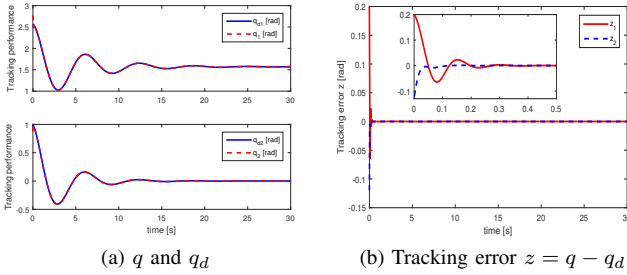 3
2.5
2
1.5
1
Tracking performance
q_d1 [rad]
q_1 [rad]
0 5 10 15 20 25 30
1
0.5
0
-0.5
Tracking performance
q_d2 [rad]
q_2 [rad]
0 5 10 15 20 25 30
time [s]
(a) q and q_d
0.2
0.15
0.1
0.05
0
-0.05
-0.1
-0.15
Tracking error z [rad]
z_1
z_2
0.2
0.1
0
-0.1
0 0.1 0.2 0.3 0.4 0.5
0 5 10 15 20 25 30
time [s]
(b) Tracking error z = q − q_d